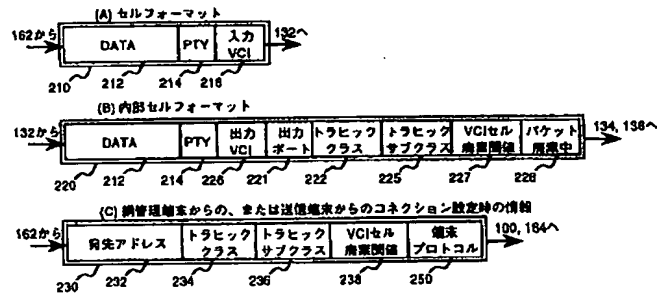 (A) セルフォーマット
162から DATA PTY 入力 VCI 132へ
210 212 214 216
(B) 内部セルフォーマット
132から DATA PTY 出力 VCI 出力 ポート トラヒック クラス トラヒック サブクラス VCIセル 廃棄閾値 パケット 廃棄中 134, 136へ
220 212 214 226 221 222 225 227 228
(C) 網管理端末からの、または送信端末からのコネクション設定時の情報
162から 宛先アドレス トラヒック クラス トラヒック サブクラス VCIセル 廃棄閾値 端末 プロトコル 100, 164へ
230 232 234 236 238 250